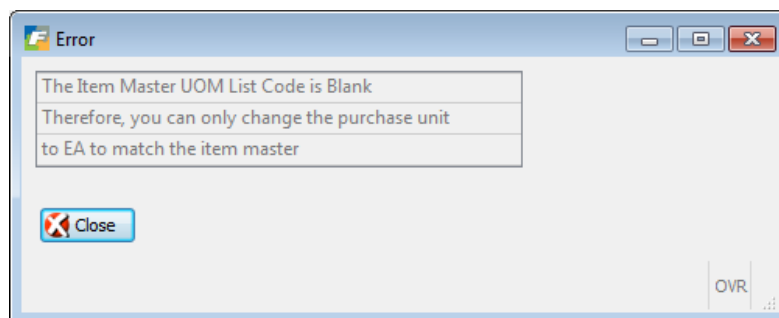 Error
The Item Master UOM List Code is Blank
Therefore, you can only change the purchase unit
to EA to match the item master
Close
OVR